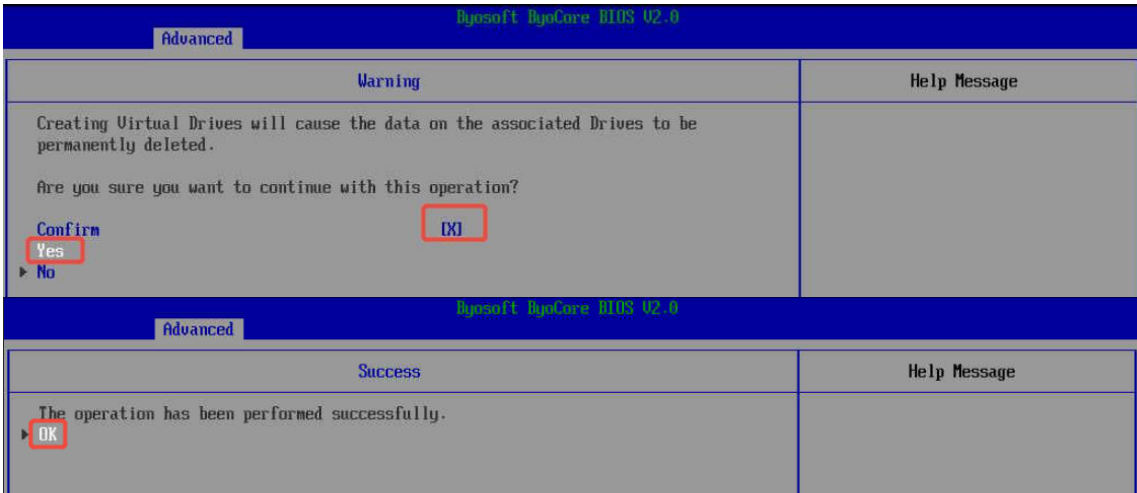 Byosoft ByoCore BIOS V2.0
Advanced
Warning
Help Message
Creating Virtual Drives will cause the data on the associated Drives to be
permanently deleted.
Are you sure you want to continue with this operation?
Confirm [X]
Yes
No
Byosoft ByoCore BIOS V2.0
Advanced
Success
Help Message
The operation has been performed successfully.
OK